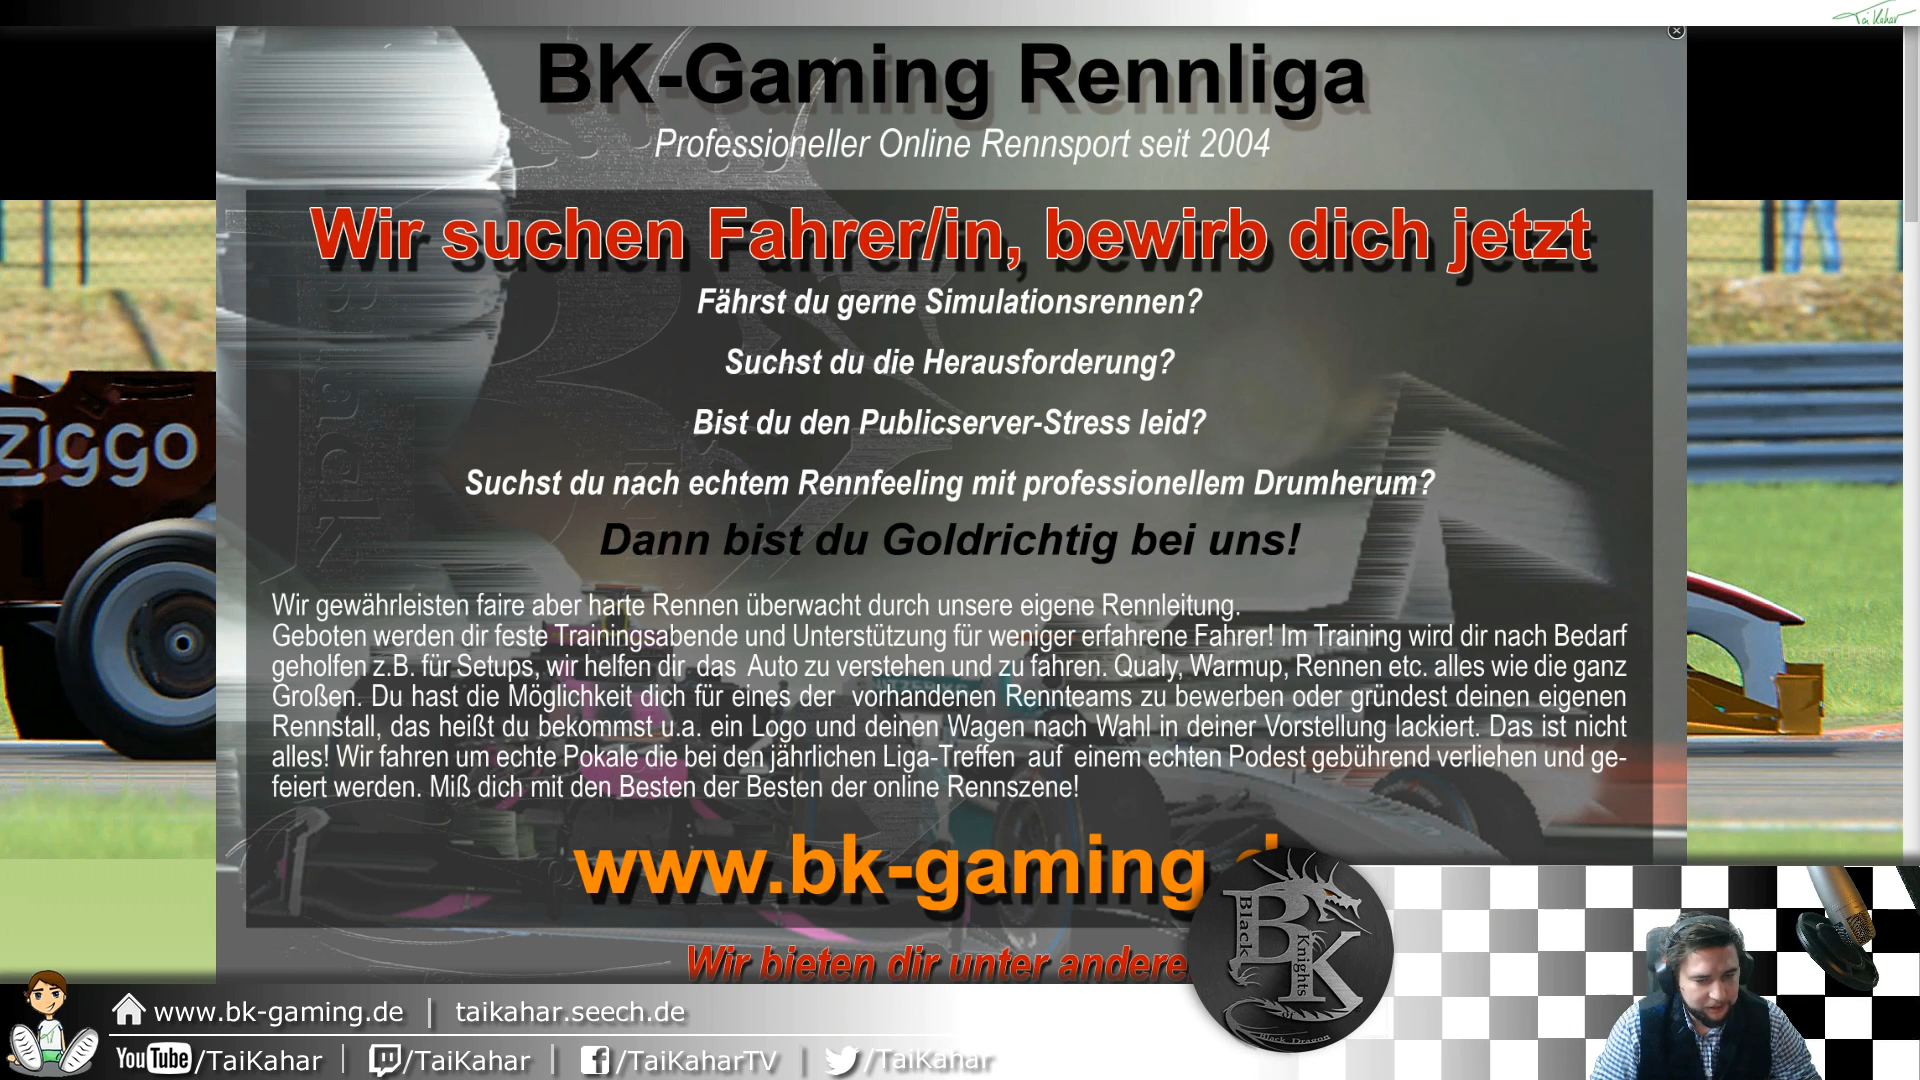 Tai Kahar
BK-Gaming Rennliga
Professioneller Online Rennsport seit 2004
Wir suchen Fahrer/in, bewirb dich jetzt
Fährst du gerne Simulationsrennen?
Suchst du die Herausforderung?
Bist du den Publicserver-Stress leid?
Suchst du nach echtem Rennfeeling mit professionellem Drumherum?
Dann bist du Goldrichtig bei uns!
Wir gewährleisten faire aber harte Rennen überwacht durch unsere eigene Rennleitung.
Geboten werden dir feste Trainingsabende und Unterstützung für weniger erfahrene Fahrer! Im Training wird dir nach Bedarf
geholfen z.B. für Setups, wir helfen dir das Auto zu verstehen und zu fahren. Qualy, Warmup, Rennen etc. alles wie die ganz
Großen. Du hast die Möglichkeit dich für eines der vorhandenen Rennteams zu bewerben oder gründest deinen eigenen
Rennstall, das heißt du bekommst u.a. ein Logo und deinen Wagen nach Wahl in deiner Vorstellung lackiert. Das ist nicht
alles! Wir fahren um echte Pokale die bei den jährlichen Liga-Treffen auf einem echten Podest gebührend verliehen und ge-
feiert werden. Miß dich mit den Besten der Besten der online Rennszene!
www.bk-gaming.d
Wir bieten dir unter andere
ziggo
1
Black
BK
Knights
Black Dragon
www.bk-gaming.de | taikahar.seech.de
YouTube/TaiKahar | /TaiKahar | /TaiKaharTV | /TaiKahar